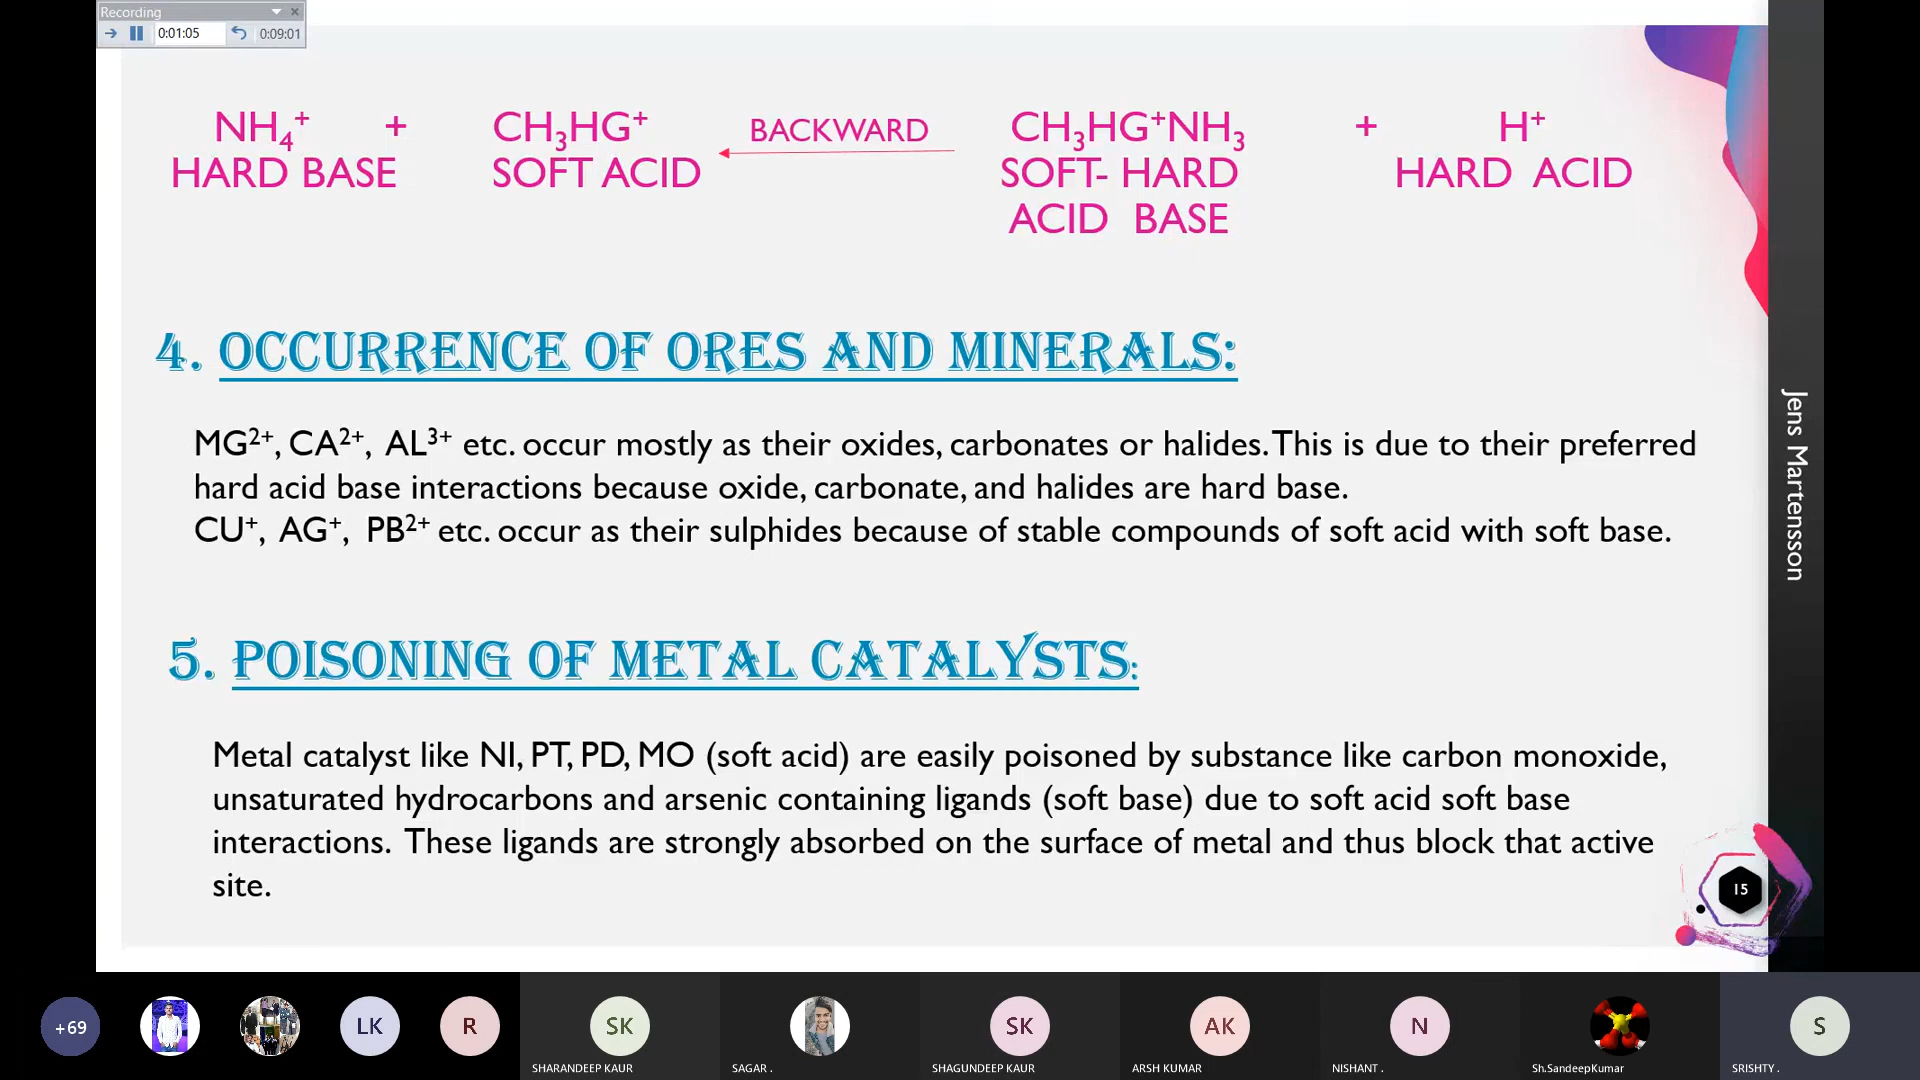 Recording
0:01:05 0:09:01
NH₄⁺ + CH₃HG⁺ BACKWARD CH₃HG⁺NH₃ + H⁺
HARD BASE SOFT ACID SOFT- HARD HARD ACID
ACID BASE
4. OCCURRENCE OF ORES AND MINERALS:
MG²⁺, CA²⁺, AL³⁺ etc. occur mostly as their oxides, carbonates or halides. This is due to their preferred
hard acid base interactions because oxide, carbonate, and halides are hard base.
CU⁺, AG⁺, PB²⁺ etc. occur as their sulphides because of stable compounds of soft acid with soft base.
Jens Martensson
5. POISONING OF METAL CATALYSTS:
Metal catalyst like NI, PT, PD, MO (soft acid) are easily poisoned by substance like carbon monoxide,
unsaturated hydrocarbons and arsenic containing ligands (soft base) due to soft acid soft base
interactions. These ligands are strongly absorbed on the surface of metal and thus block that active
site.
15
+69 LK R SK SK AK N S
SHARANDEEP KAUR SAGAR . SHAGUNDEEP KAUR ARSH KUMAR NISHANT . Sh.SandeepKumar SRISHTY .